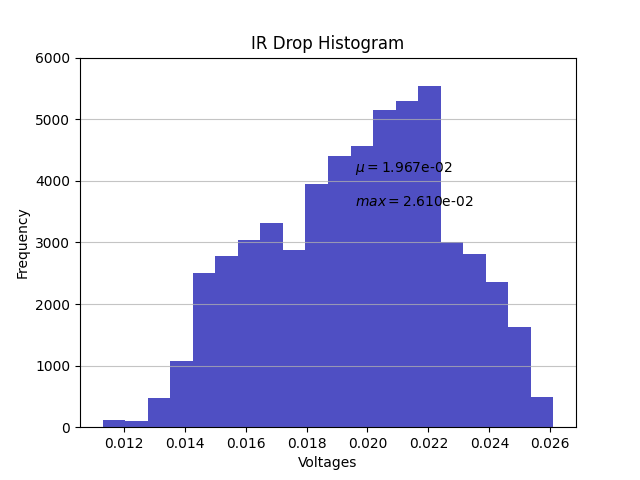 IR Drop Histogram
6000
5000
4000
3000
2000
1000
0
Frequency
μ = 1.967e-02
max = 2.610e-02
0.012 0.014 0.016 0.018 0.020 0.022 0.024 0.026
Voltages